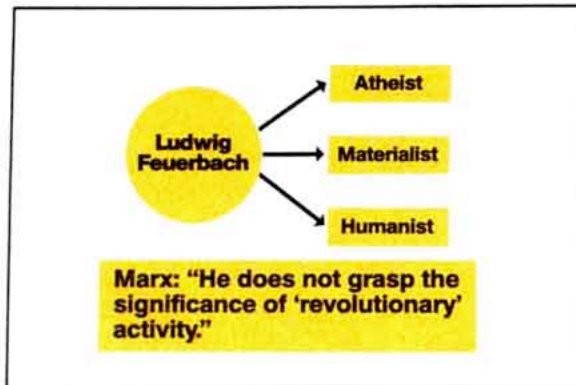 Ludwig
Feuerbach
Atheist
Materialist
Humanist
Marx: “He does not grasp the
significance of ‘revolutionary’
activity.”